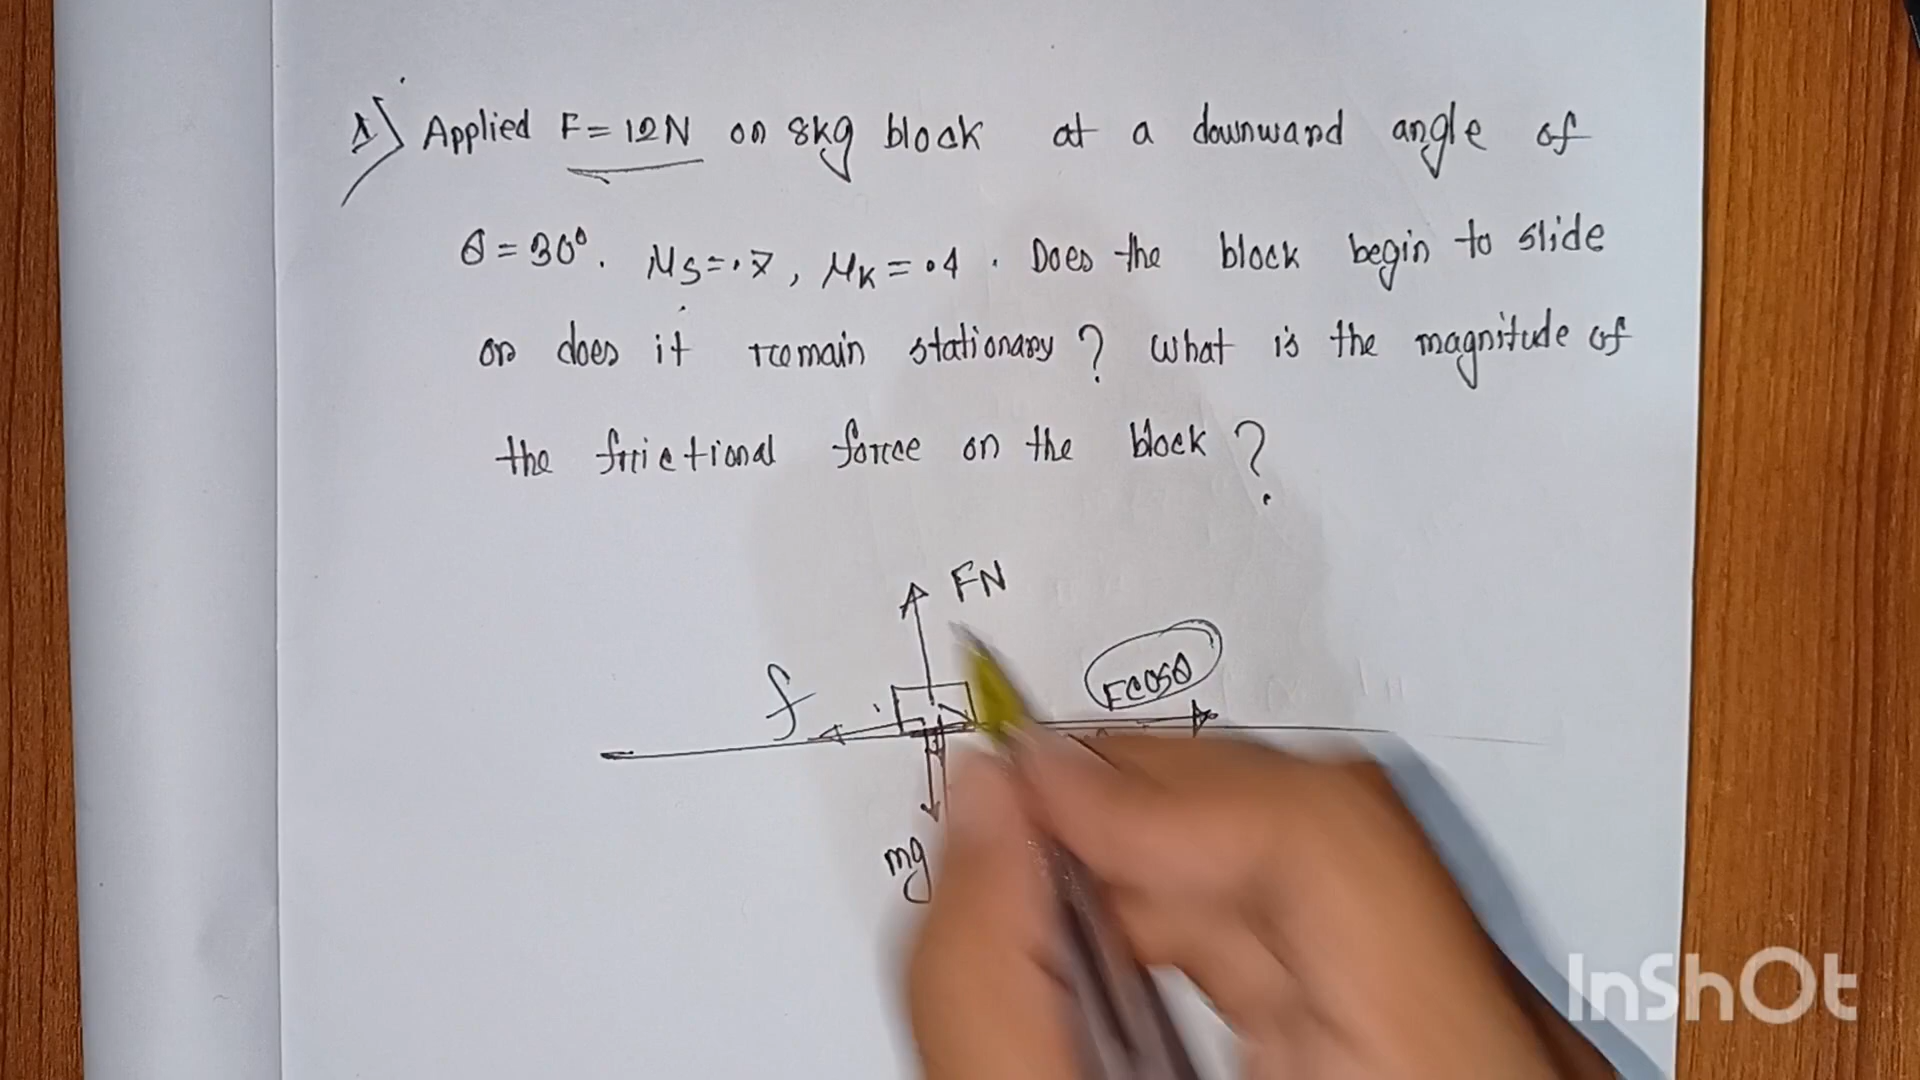 1) Applied F = 12N on 8kg block at a downward angle of
θ = 30°. μs = .7, μk = .4. Does the block begin to slide
or does it remain stationary? What is the magnitude of
the frictional force on the block?
FN
f
Fcosθ
mg
InShOt